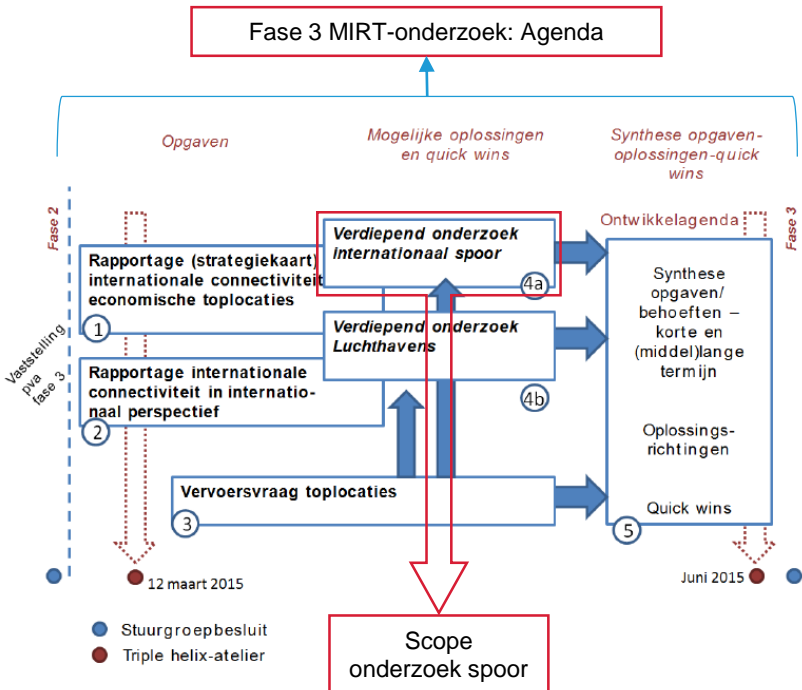 Fase 3 MIRT-onderzoek: Agenda
Opgaven
Mogelijke oplossingen
en quick wins
Synthese opgaven-
oplossingen-quick
wins
Fase 2
Fase 3
Ontwikkelagenda
Verdiepend onderzoek
internationaal spoor
4a
Rapportage (strategiekaart)
internationale connectiviteit
economische toplocaties
1
Verdiepend onderzoek
Luchthavens
4b
Synthese
opgaven/
behoeften –
korte en
(middel)lange
termijn
Oplossings-
richtingen
Quick wins
5
Vaststelling
pva
fase 3
Rapportage internationale
connectiviteit in internatio-
naal perspectief
2
Vervoersvraag toplocaties
3
12 maart 2015
Juni 2015
Stuurgroepbesluit
Triple helix-atelier
Scope
onderzoek spoor